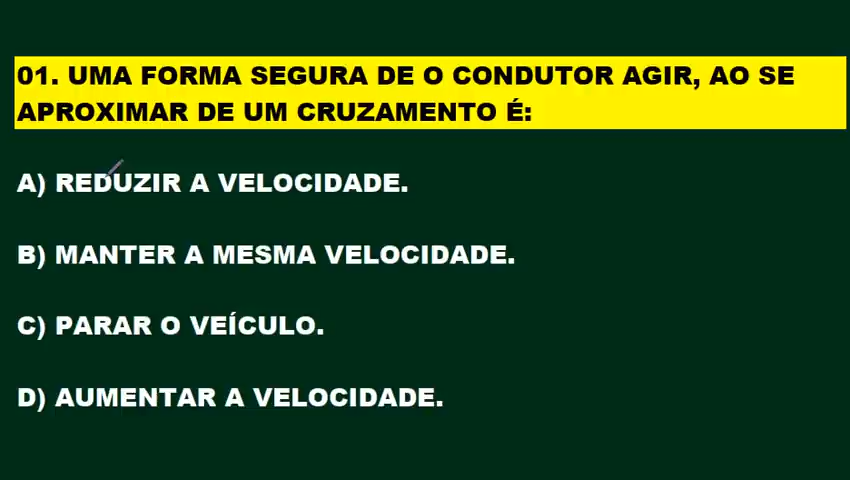 01. UMA FORMA SEGURA DE O CONDUTOR AGIR, AO SE
APROXIMAR DE UM CRUZAMENTO É:
A) REDUZIR A VELOCIDADE.
B) MANTER A MESMA VELOCIDADE.
C) PARAR O VEÍCULO.
D) AUMENTAR A VELOCIDADE.